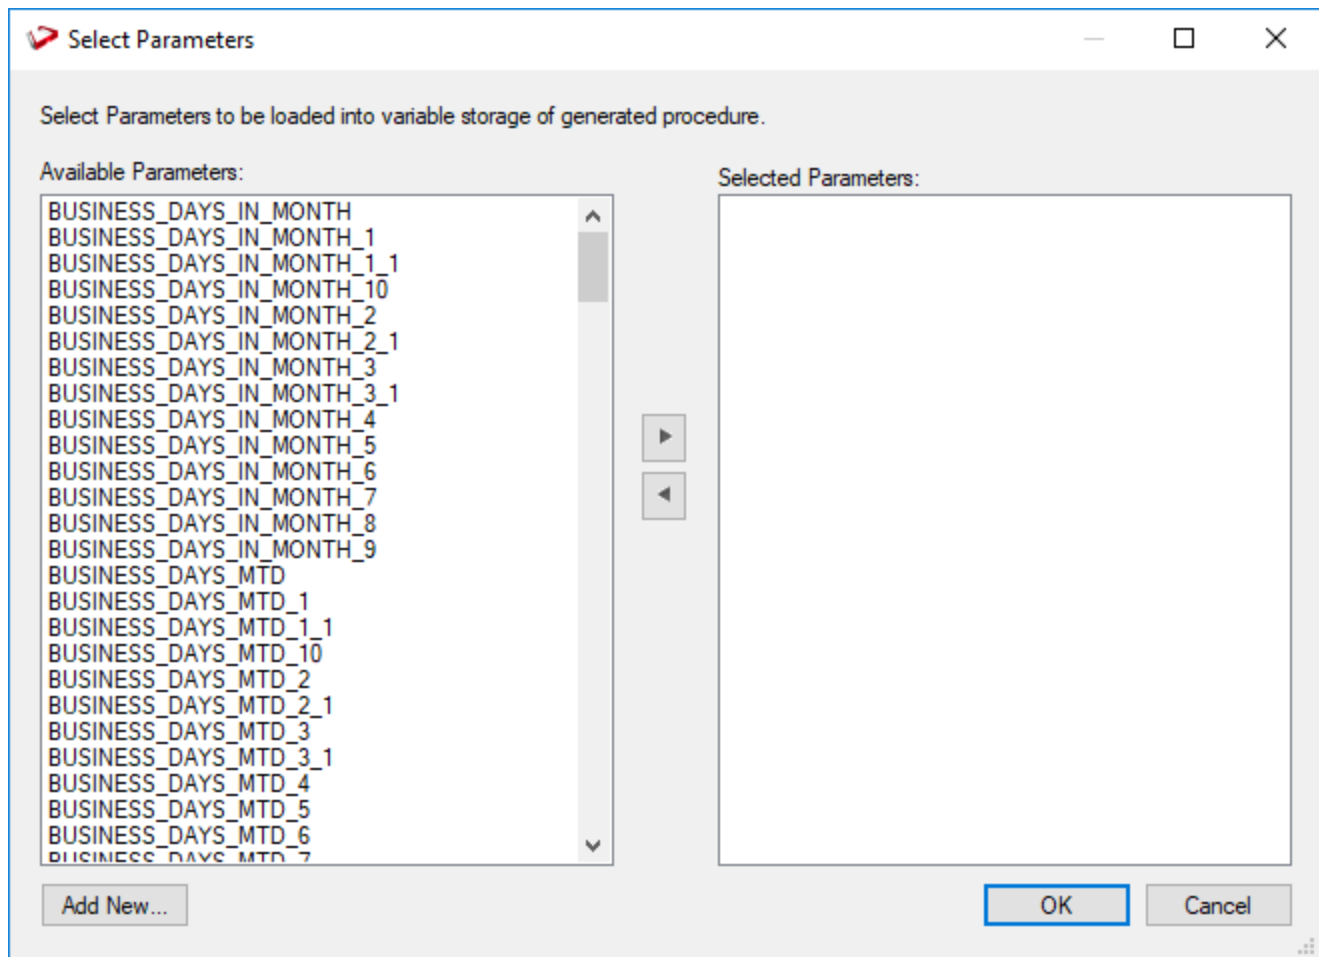 Select Parameters
Select Parameters to be loaded into variable storage of generated procedure.
Available Parameters:
BUSINESS_DAYS_IN_MONTH
BUSINESS_DAYS_IN_MONTH_1
BUSINESS_DAYS_IN_MONTH_1_1
BUSINESS_DAYS_IN_MONTH_10
BUSINESS_DAYS_IN_MONTH_2
BUSINESS_DAYS_IN_MONTH_2_1
BUSINESS_DAYS_IN_MONTH_3
BUSINESS_DAYS_IN_MONTH_3_1
BUSINESS_DAYS_IN_MONTH_4
BUSINESS_DAYS_IN_MONTH_5
BUSINESS_DAYS_IN_MONTH_6
BUSINESS_DAYS_IN_MONTH_7
BUSINESS_DAYS_IN_MONTH_8
BUSINESS_DAYS_IN_MONTH_9
BUSINESS_DAYS_MTD
BUSINESS_DAYS_MTD_1
BUSINESS_DAYS_MTD_1_1
BUSINESS_DAYS_MTD_10
BUSINESS_DAYS_MTD_2
BUSINESS_DAYS_MTD_2_1
BUSINESS_DAYS_MTD_3
BUSINESS_DAYS_MTD_3_1
BUSINESS_DAYS_MTD_4
BUSINESS_DAYS_MTD_5
BUSINESS_DAYS_MTD_6
BUSINESS_DAYS_MTD_7
Selected Parameters:
Add New...
OK
Cancel